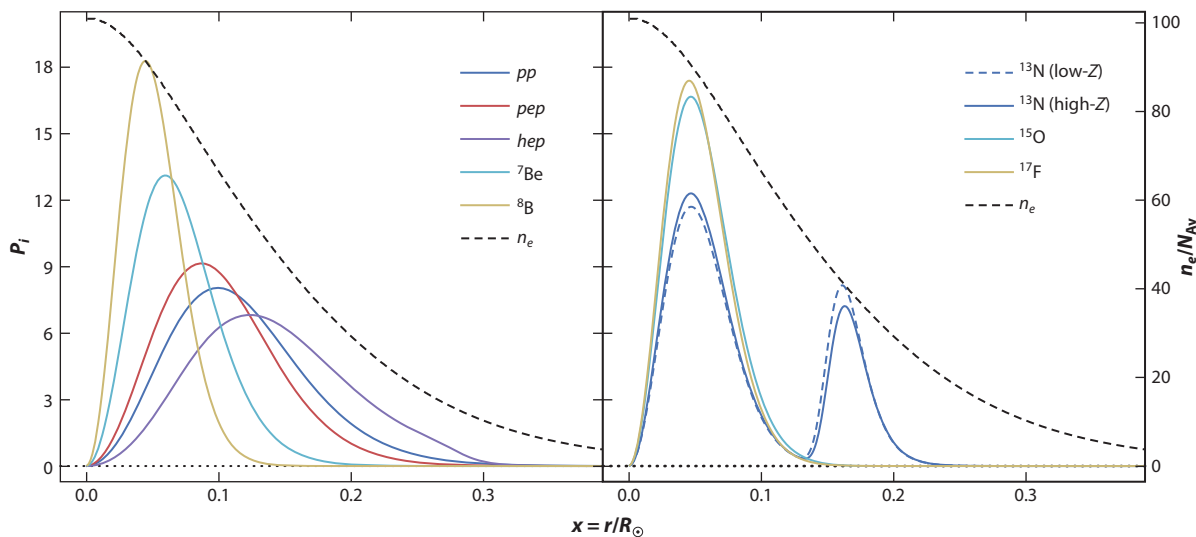 P_i
18
15
12
9
6
3
0
0.0
0.1
0.2
0.3
pp
pep
hep
⁷Be
⁸B
n_e
¹³N (low-Z)
¹³N (high-Z)
¹⁵O
¹⁷F
n_e
0.0
0.1
0.2
0.3
100
80
60
40
20
0
n_e/N_Av
x = r/R_⊙